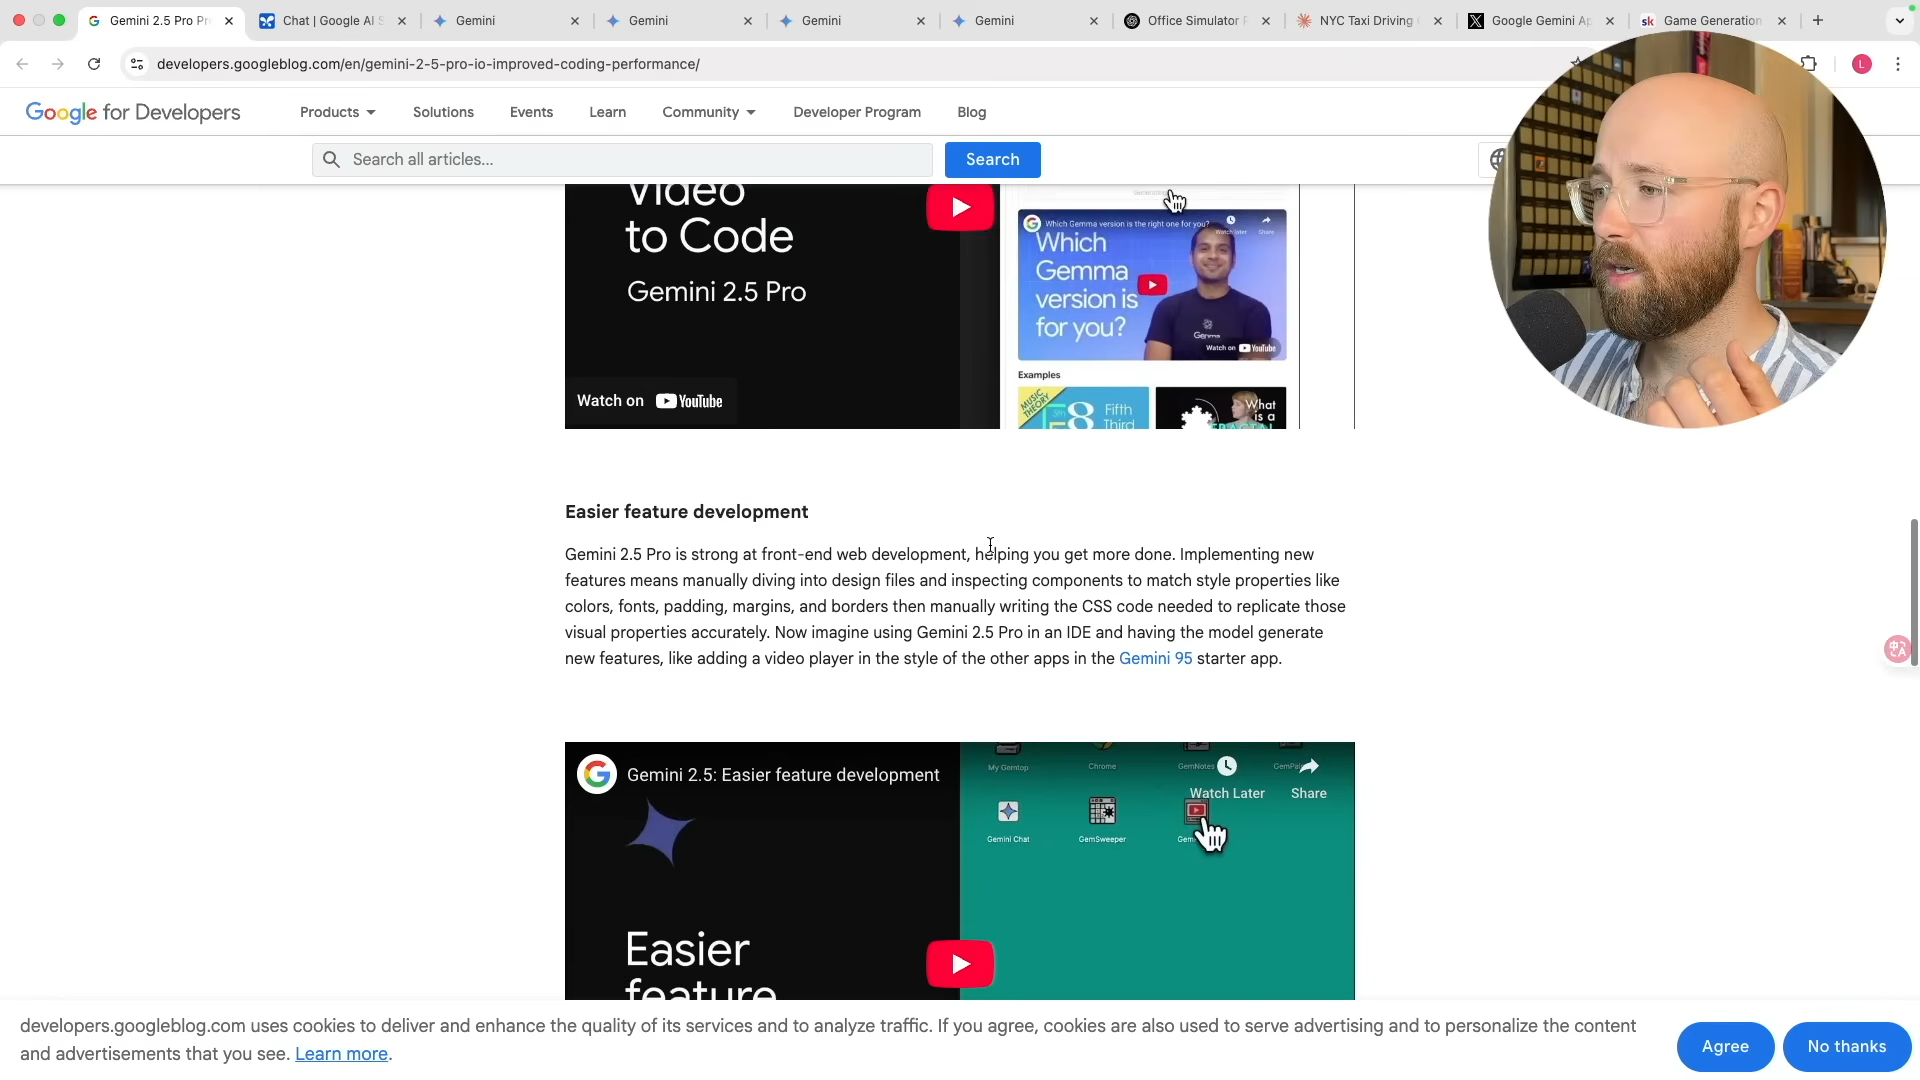 Gemini 2.5 Pro Pr
Chat | Google AI S
Gemini
Gemini
Gemini
Gemini
Office Simulator
NYC Taxi Driving
Google Gemini Ap
Game Generation
developers.googleblog.com/en/gemini-2-5-pro-io-improved-coding-performance/
L
Google for Developers
Products
Solutions
Events
Learn
Community
Developer Program
Blog
Search all articles...
Search
Video
to Code
Gemini 2.5 Pro
Watch on YouTube
Which Gemma version is the right one for you?
Watch later
Share
Which
Gemma
version is
for you?
Gemma
Watch on YouTube
Examples
MUSIC
THEORY
Fifth
Third
What
is a
FRACTAL
Easier feature development
Gemini 2.5 Pro is strong at front-end web development, helping you get more done. Implementing new
features means manually diving into design files and inspecting components to match style properties like
colors, fonts, padding, margins, and borders then manually writing the CSS code needed to replicate those
visual properties accurately. Now imagine using Gemini 2.5 Pro in an IDE and having the model generate
new features, like adding a video player in the style of the other apps in the Gemini 95 starter app.
Gemini 2.5: Easier feature development
My Gemtop
Chrome
GemNotes
GemPai
Watch Later
Share
Gemini Chat
GemSweeper
Gem
Easier
feature
developers.googleblog.com uses cookies to deliver and enhance the quality of its services and to analyze traffic. If you agree, cookies are also used to serve advertising and to personalize the content
and advertisements that you see. Learn more.
Agree
No thanks